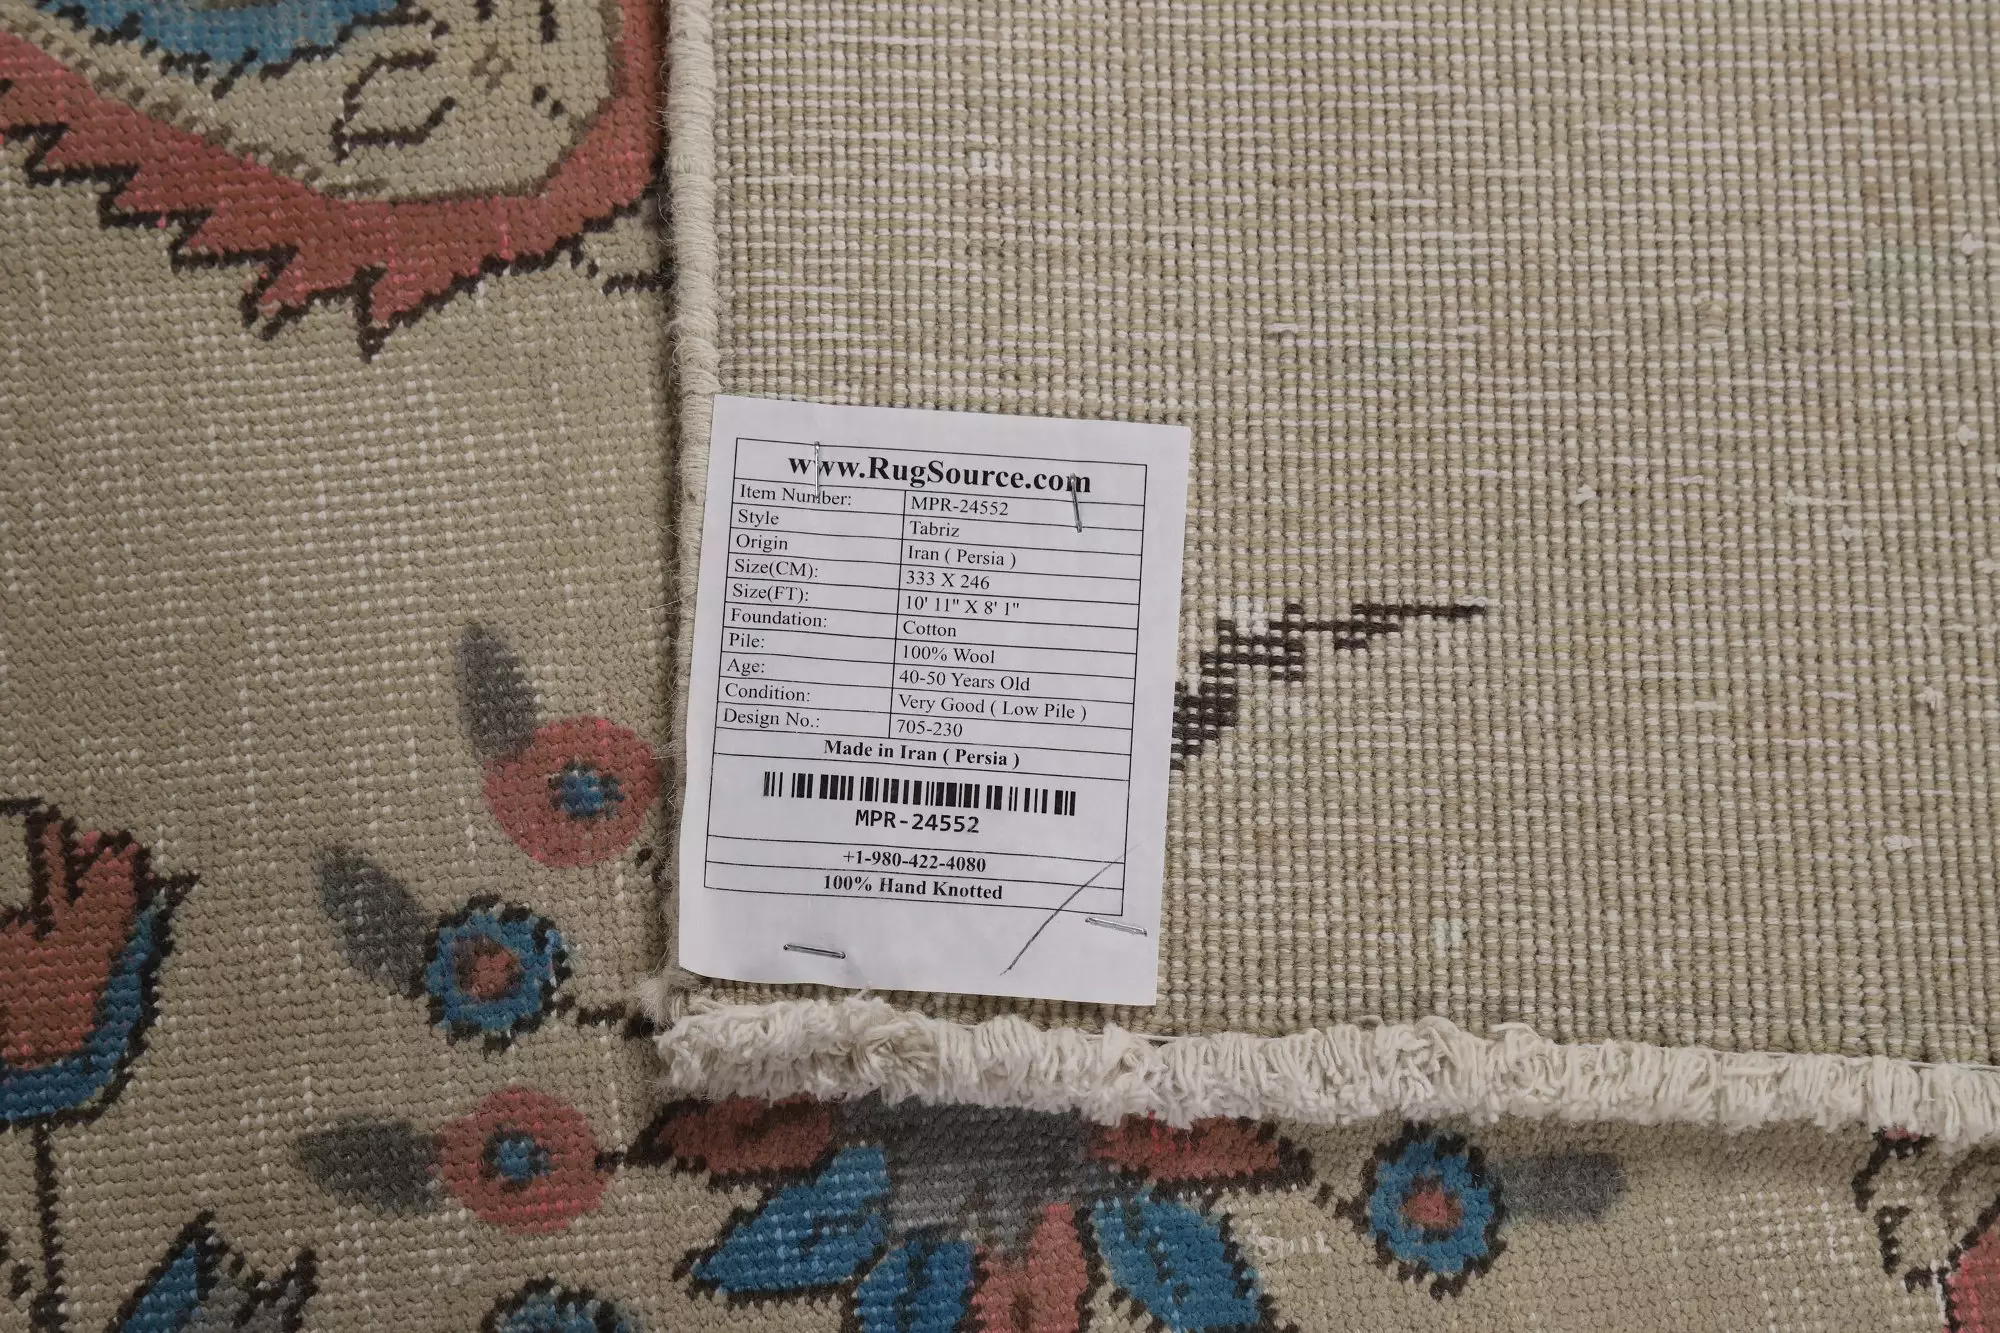 www.RugSource.com
Item Number: MPR-24552
Style Tabriz
Origin Iran ( Persia )
Size(CM): 333 X 246
Size(FT): 10' 11" X 8' 1"
Foundation: Cotton
Pile: 100% Wool
Age: 40-50 Years Old
Condition: Very Good ( Low Pile )
Design No.: 705-230
Made in Iran ( Persia )
MPR-24552
+1-980-422-4080
100% Hand Knotted